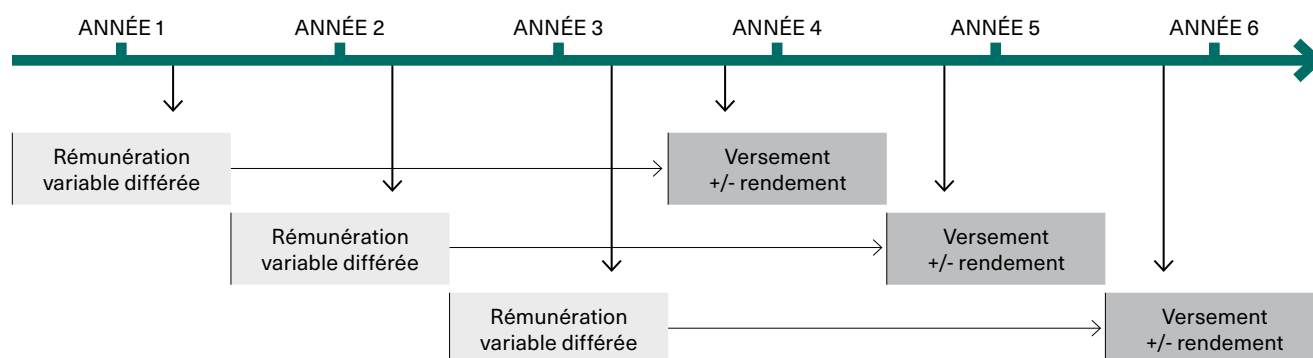 ANNÉE 1
ANNÉE 2
ANNÉE 3
ANNÉE 4
ANNÉE 5
ANNÉE 6
Rémunération
variable différée
Versement
+/- rendement
Rémunération
variable différée
Versement
+/- rendement
Rémunération
variable différée
Versement
+/- rendement